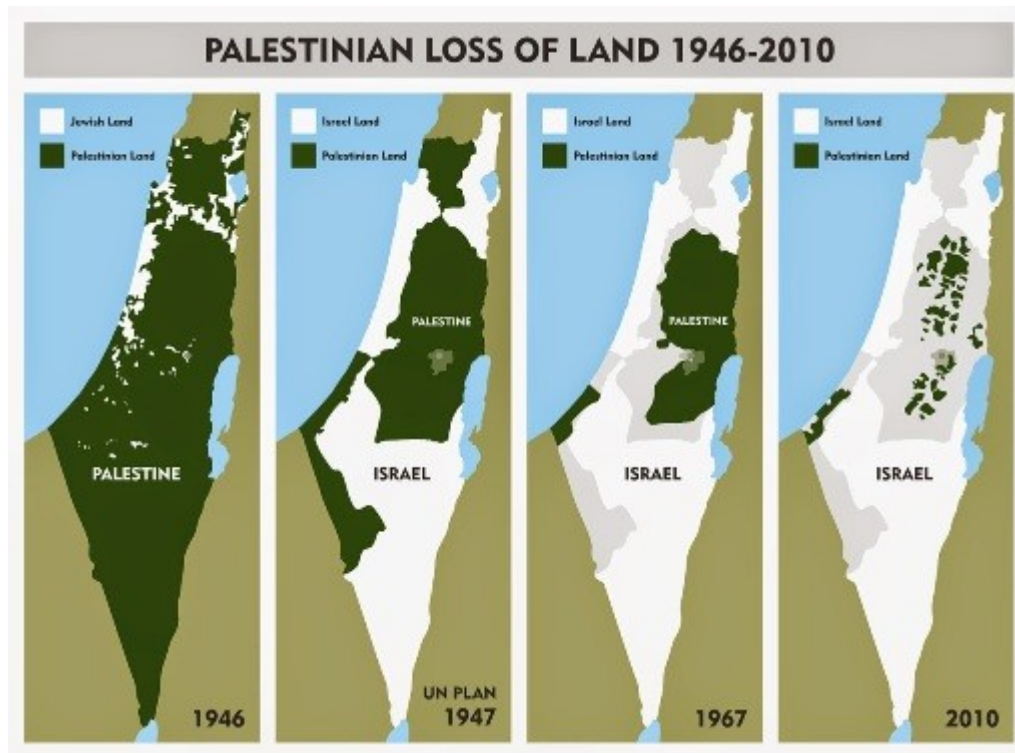 PALESTINIAN LOSS OF LAND 1946-2010
Jewish Land
Palestinian Land
PALESTINE
1946
Israel Land
Palestinian Land
PALESTINE
ISRAEL
UN PLAN
1947
Israel Land
Palestinian Land
PALESTINE
ISRAEL
1967
Israel Land
Palestinian Land
ISRAEL
2010